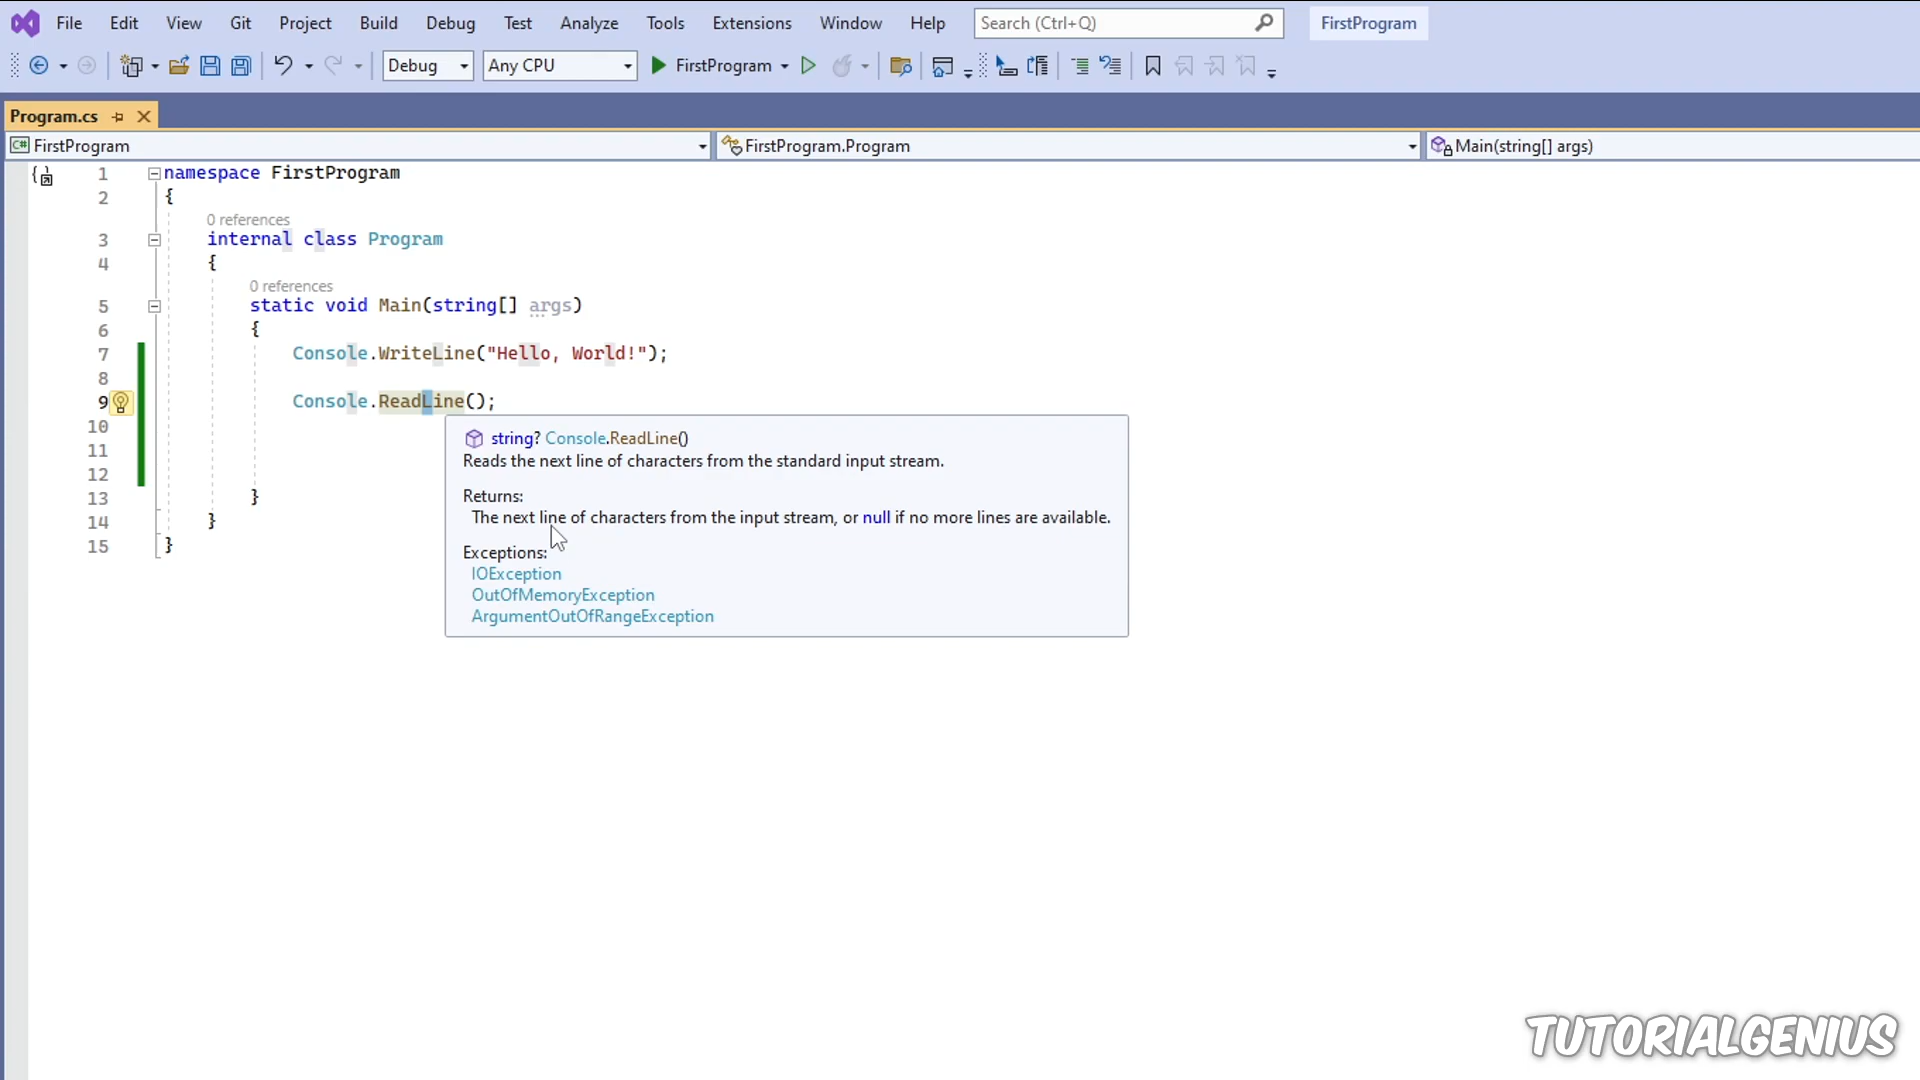 File Edit View Git Project Build Debug Test Analyze Tools Extensions Window Help Search (Ctrl+Q) FirstProgram
Debug Any CPU FirstProgram
Program.cs
C# FirstProgram FirstProgram.Program Main(string[] args)
1 namespace FirstProgram
2 {
0 references
3 internal class Program
4 {
0 references
5 static void Main(string[] args)
6 {
7 Console.WriteLine("Hello, World!");
8
9 Console.ReadLine();
10
11
12
13 }
14 }
15 }
string? Console.ReadLine()
Reads the next line of characters from the standard input stream.
Returns:
The next line of characters from the input stream, or null if no more lines are available.
Exceptions:
IOException
OutOfMemoryException
ArgumentOutOfRangeException
TUTORIALGENIUS